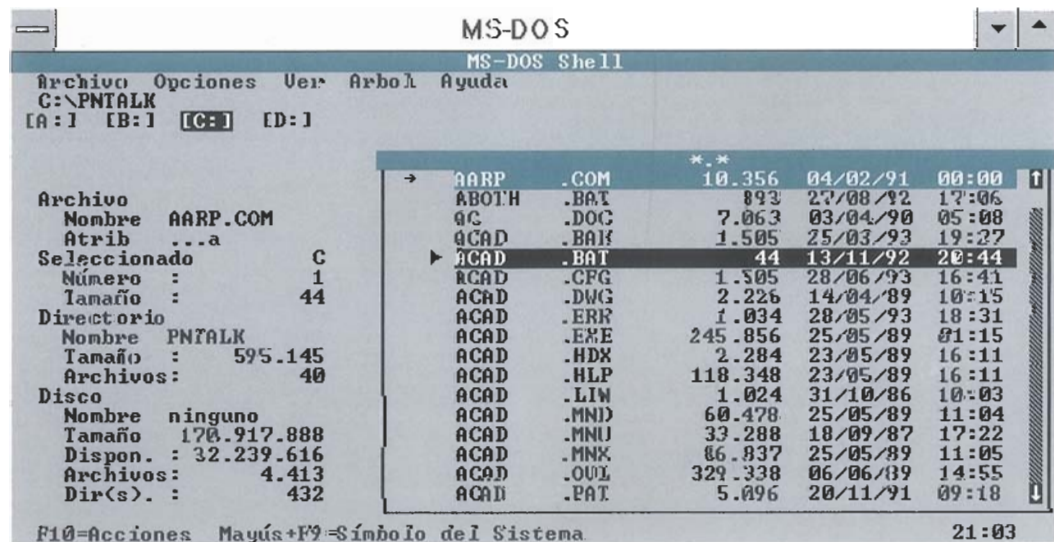 MS-DOS
MS-DOS Shell
Archivo Opciones Ver Arbol Ayuda
C:\PNTALK
[A:] [B:] [C:] [D:]
Archivo
Nombre AARP.COM
Atrib ...a
Seleccionado C
Número : 1
Tamaño : 44
Directorio
Nombre PNTALK
Tamaño : 595.145
Archivos: 40
Disco
Nombre ninguno
Tamaño 170.917.888
Dispon. : 32.239.616
Archivos: 4.413
Dir(s). : 432
*.*
→ AARP .COM 10.356 04/02/91 00:00 ↑
ABOTH .BAT 893 27/08/92 17:06
.DOC 7.063 03/04/90 05:08
ACAD .BAK 1.505 25/03/93 19:27
► ACAD .BAT 44 13/11/92 20:44
ACAD .CFG 1.505 28/06/93 16:41
ACAD .DWG 2.226 14/04/89 10:15
ACAD .ERR 1.034 28/05/93 18:31
ACAD .EXE 245.856 25/05/89 01:15
ACAD .HDX 2.284 23/05/89 16:11
ACAD .HLP 118.348 23/05/89 16:11
ACAD .LIN 1.024 31/10/86 10:03
ACAD .MND 60.478 25/05/89 11:04
ACAD .MNU 33.288 18/09/87 17:22
ACAD .MNX 86.837 25/05/89 11:05
ACAD .OVL 329.338 06/06/89 14:55
ACAD .PAT 5.096 20/11/91 09:18 ↓
F10=Acciones Mayús+F9=Símbolo del Sistema 21:03